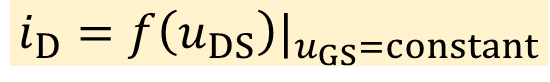 i_D = f(u_DS)|_{u_GS=constant}